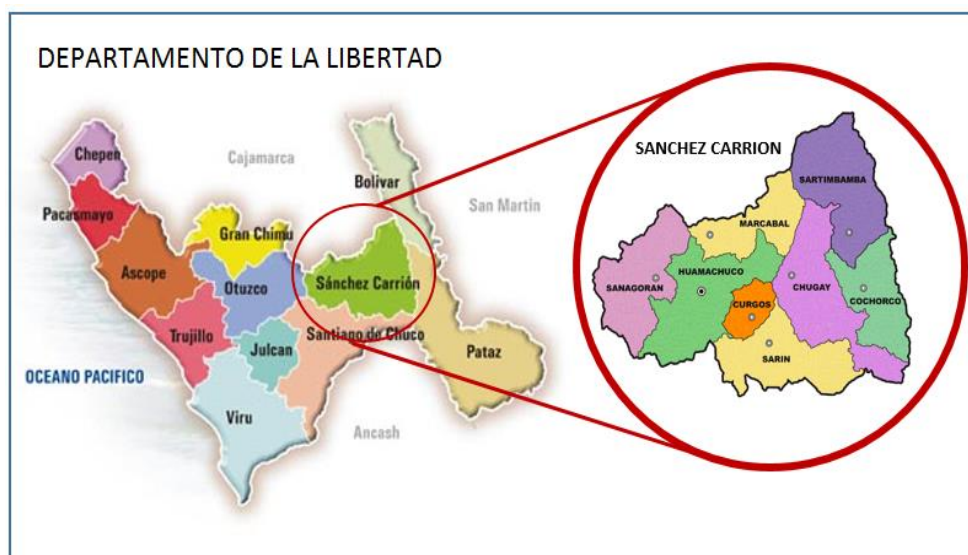 DEPARTAMENTO DE LA LIBERTAD
Chepen
Cajamarca
Bolivar
Pacasmayo
San Martin
Gran Chimu
Ascope
Otuzco
Sánchez Carrión
Trujillo
Santiano de Chuco
Julcan
Pataz
OCEANO PACIFICO
Viru
Ancash
SANCHEZ CARRION
SARTIMBAMBA
MARCABAL
HUAMACHUCO
SANAGORAN
CHUGAY
COCHORCO
CURGOS
SARIN